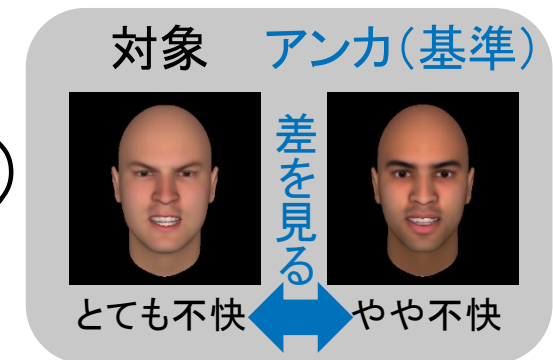 対象
アンカ(基準)
差を見る
とても不快
やや不快